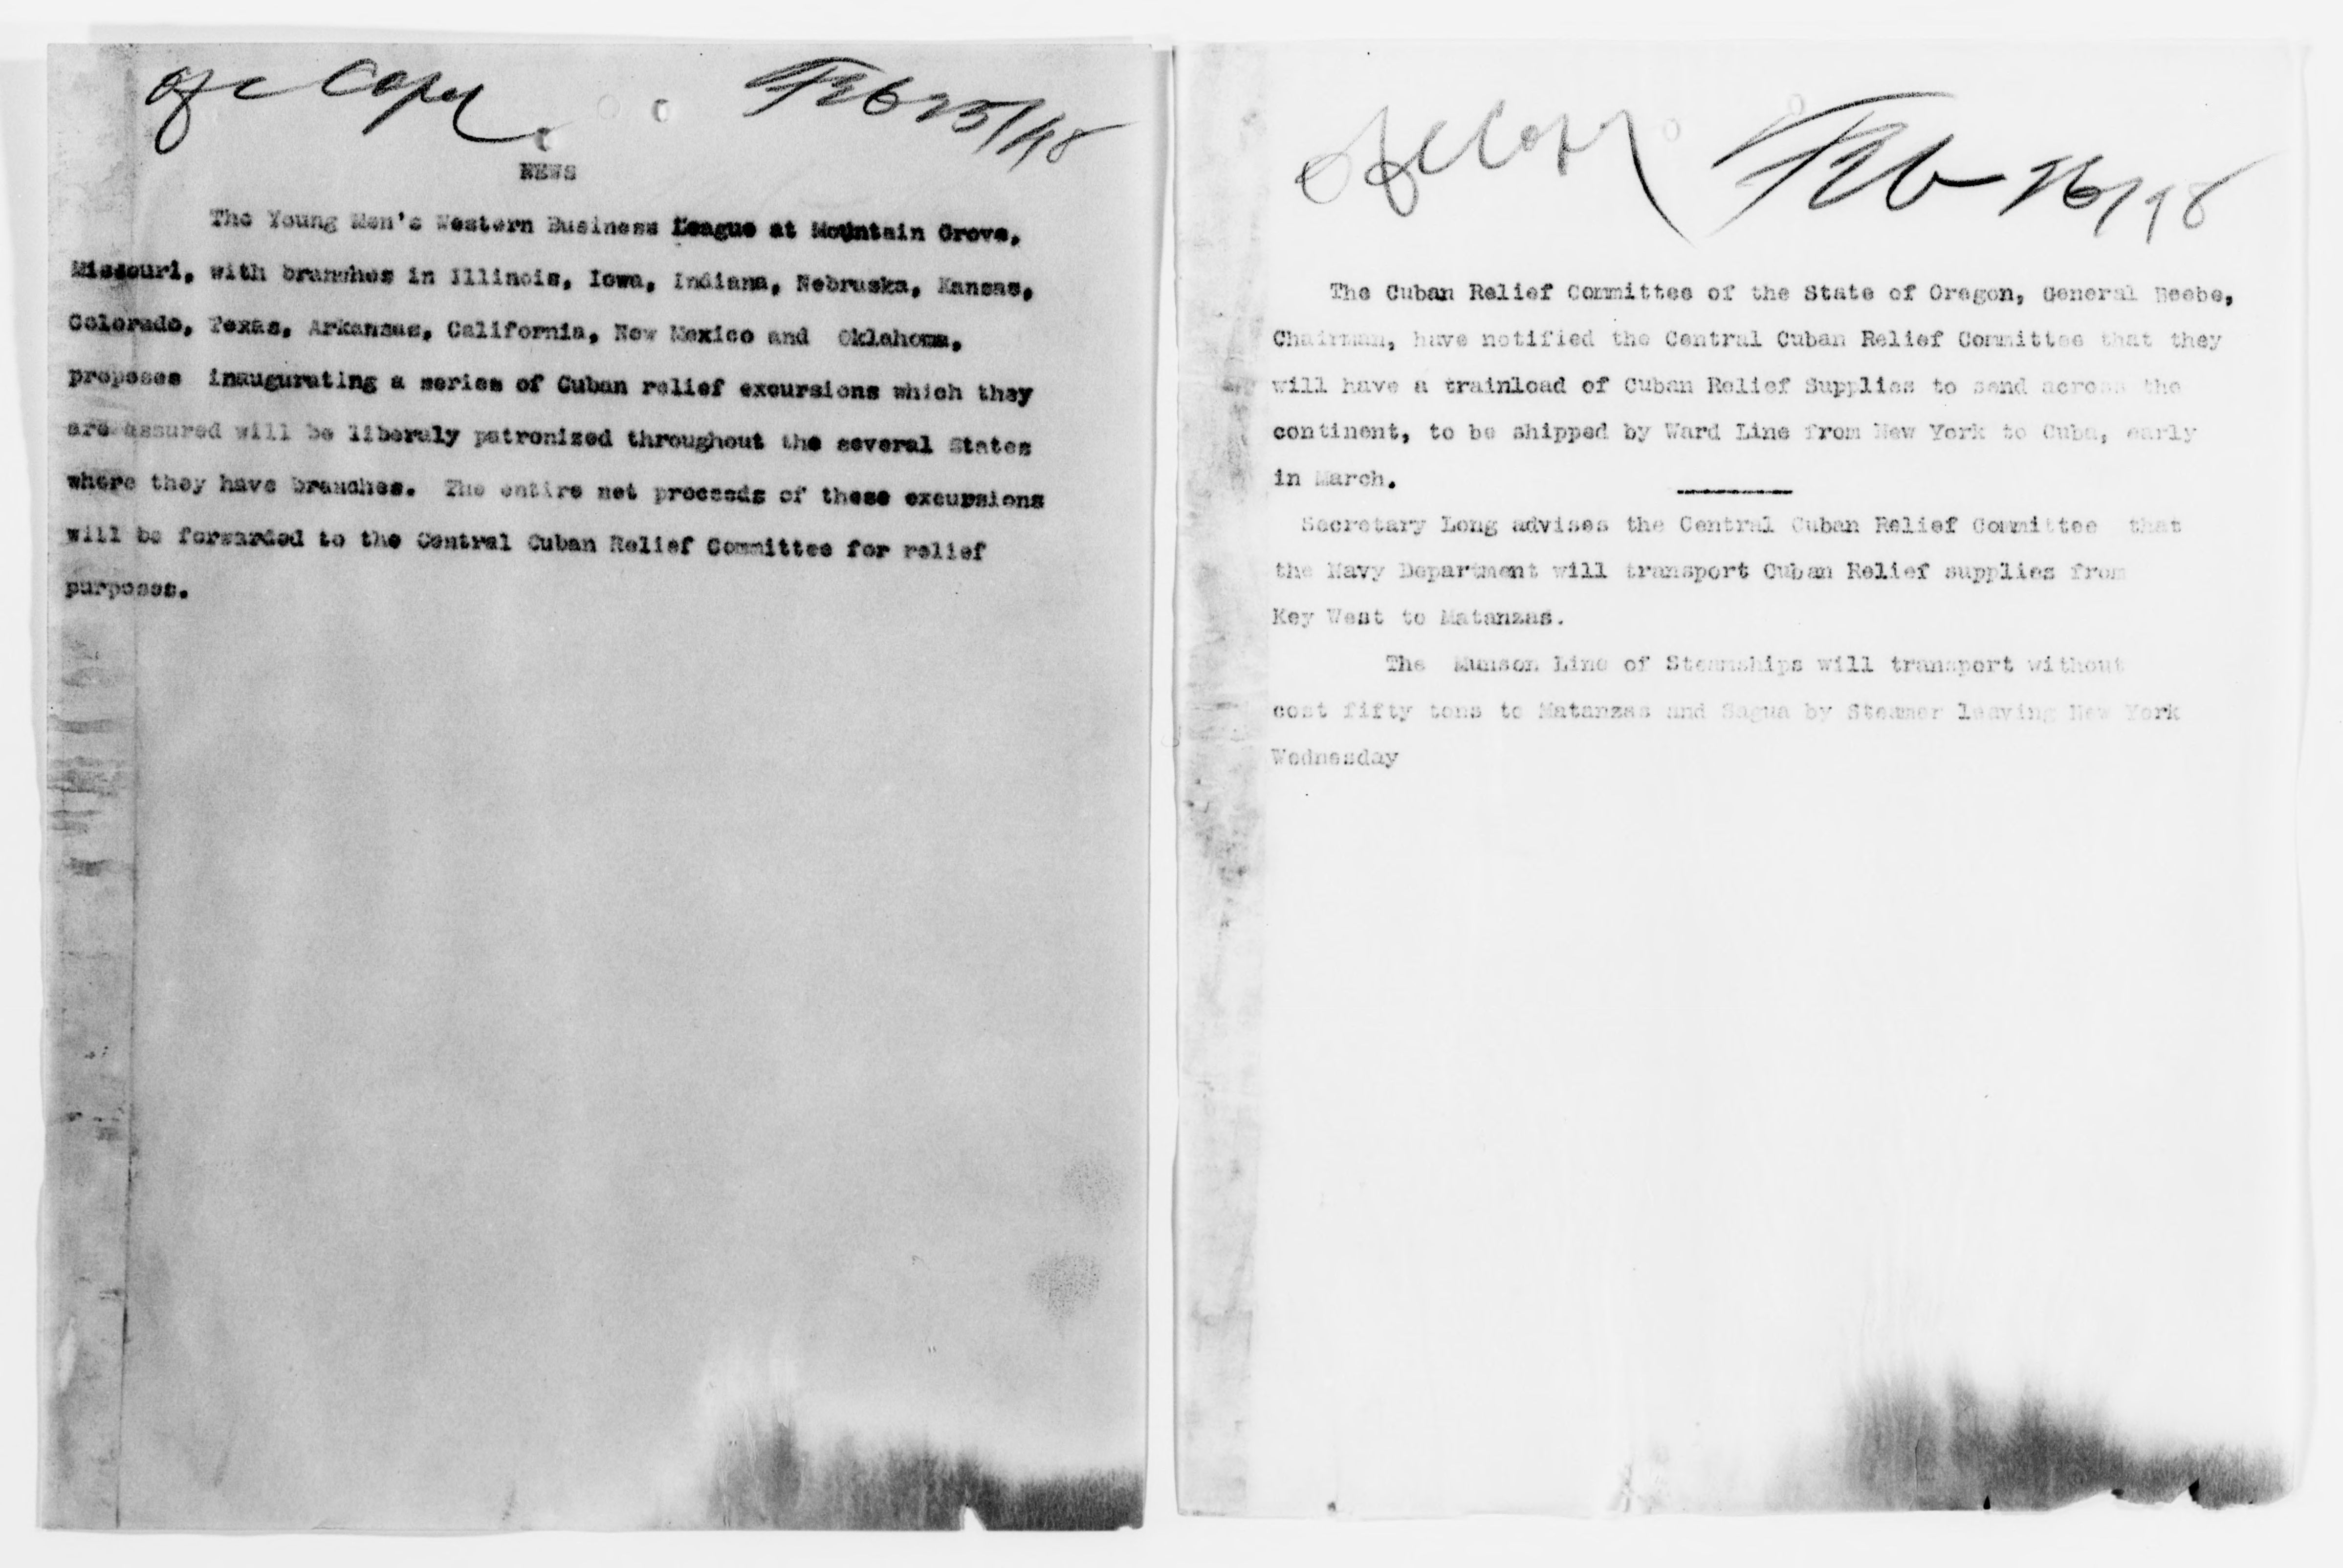 ofc Copy. Feb 25/98
NEWS
The Young Men's Western Business League at Mountain Grove,
Missouri, with branches in Illinois, Iowa, Indiana, Nebraska, Kansas,
Colorado, Texas, Arkansas, California, New Mexico and Oklahoma,
proposes inaugurating a series of Cuban relief excursions which they
are assured will be liberaly patronized throughout the several States
where they have branches. The entire net proceeds of these excursions
will be forwarded to the Central Cuban Relief Committee for relief
purposes.
ofc Copy Feb 26/98
The Cuban Relief Committee of the State of Oregon, General Beebe,
Chairman, have notified the Central Cuban Relief Committee that they
will have a trainload of Cuban Relief Supplies to send across the
continent, to be shipped by Ward Line from New York to Cuba, early
in March.
Secretary Long advises the Central Cuban Relief Committee that
the Navy Department will transport Cuban Relief supplies from
Key West to Matanzas.
The Munson Line of Steamships will transport without
cost fifty tons to Matanzas and Sagua by Steamer leaving New York
Wednesday